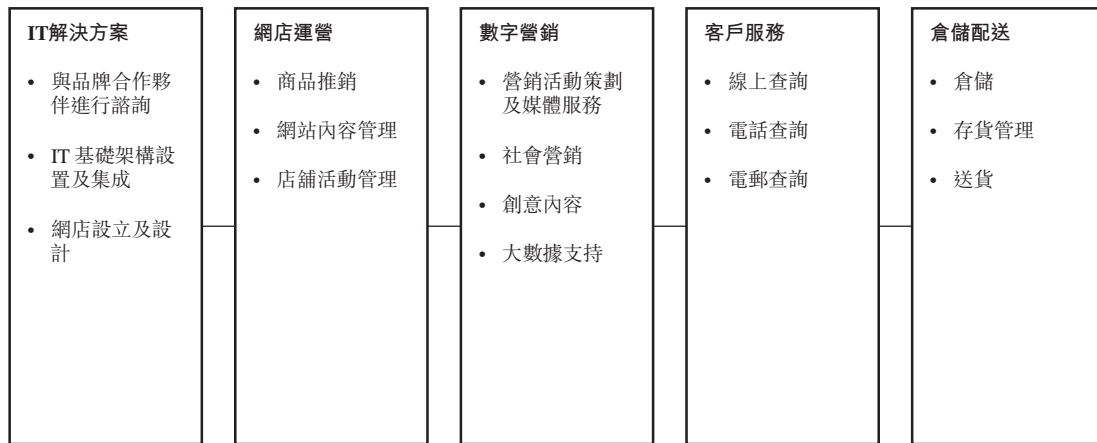 IT解決方案
• 與品牌合作夥
伴進行諮詢
• IT 基礎架構設
置及集成
• 網店設立及設
計
網店運營
• 商品推銷
• 網站內容管理
• 店舖活動管理
數字營銷
• 營銷活動策劃
及媒體服務
• 社會營銷
• 創意內容
• 大數據支持
客戶服務
• 線上查詢
• 電話查詢
• 電郵查詢
倉儲配送
• 倉儲
• 存貨管理
• 送貨